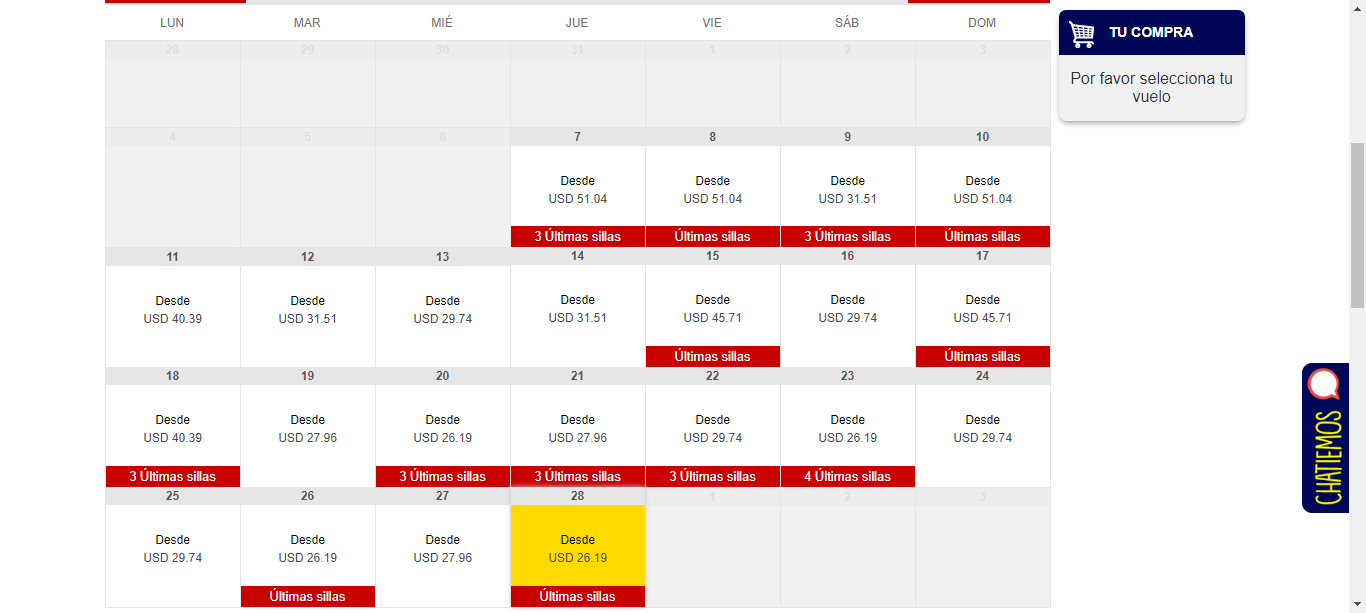 LUN MAR MIÉ JUE VIE SÁB DOM
TU COMPRA
Por favor selecciona tu
vuelo
28 29 30 31 1 2 3
4 5 6 7 8 9 10
Desde Desde Desde Desde
USD 51.04 USD 51.04 USD 31.51 USD 51.04
3 Últimas sillas Últimas sillas 3 Últimas sillas Últimas sillas
11 12 13 14 15 16 17
Desde Desde Desde Desde Desde Desde Desde
USD 40.39 USD 31.51 USD 29.74 USD 31.51 USD 45.71 USD 29.74 USD 45.71
Últimas sillas Últimas sillas
18 19 20 21 22 23 24
Desde Desde Desde Desde Desde Desde Desde
USD 40.39 USD 27.96 USD 26.19 USD 27.96 USD 29.74 USD 26.19 USD 29.74
3 Últimas sillas 3 Últimas sillas 3 Últimas sillas 3 Últimas sillas 4 Últimas sillas
25 26 27 28 1 2 3
Desde Desde Desde Desde
USD 29.74 USD 26.19 USD 27.96 USD 26.19
Últimas sillas Últimas sillas
CHATIEMOS